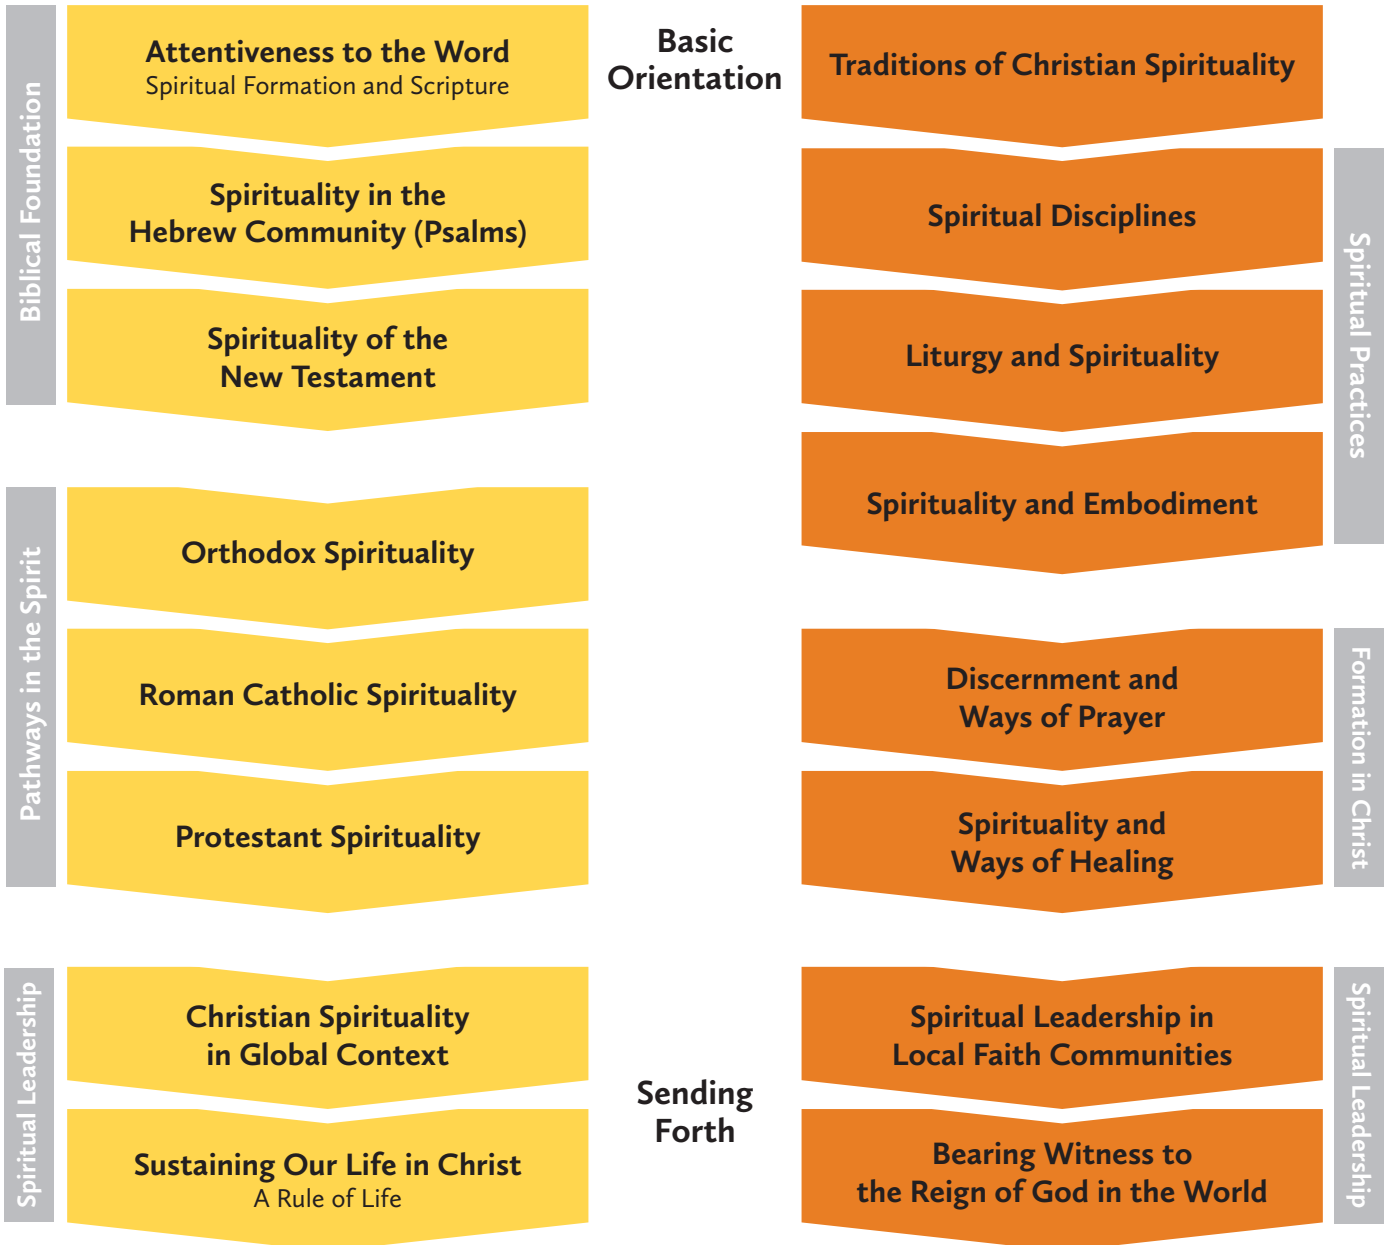 Biblical Foundation
Attentiveness to the Word
Spiritual Formation and Scripture
Spirituality in the
Hebrew Community (Psalms)
Spirituality of the
New Testament
Pathways in the Spirit
Orthodox Spirituality
Roman Catholic Spirituality
Protestant Spirituality
Spiritual Leadership
Christian Spirituality
in Global Context
Sustaining Our Life in Christ
A Rule of Life
Basic
Orientation
Sending
Forth
Traditions of Christian Spirituality
Spiritual Practices
Spiritual Disciplines
Liturgy and Spirituality
Spirituality and Embodiment
Formation in Christ
Discernment and
Ways of Prayer
Spirituality and
Ways of Healing
Spiritual Leadership
Spiritual Leadership in
Local Faith Communities
Bearing Witness to
the Reign of God in the World